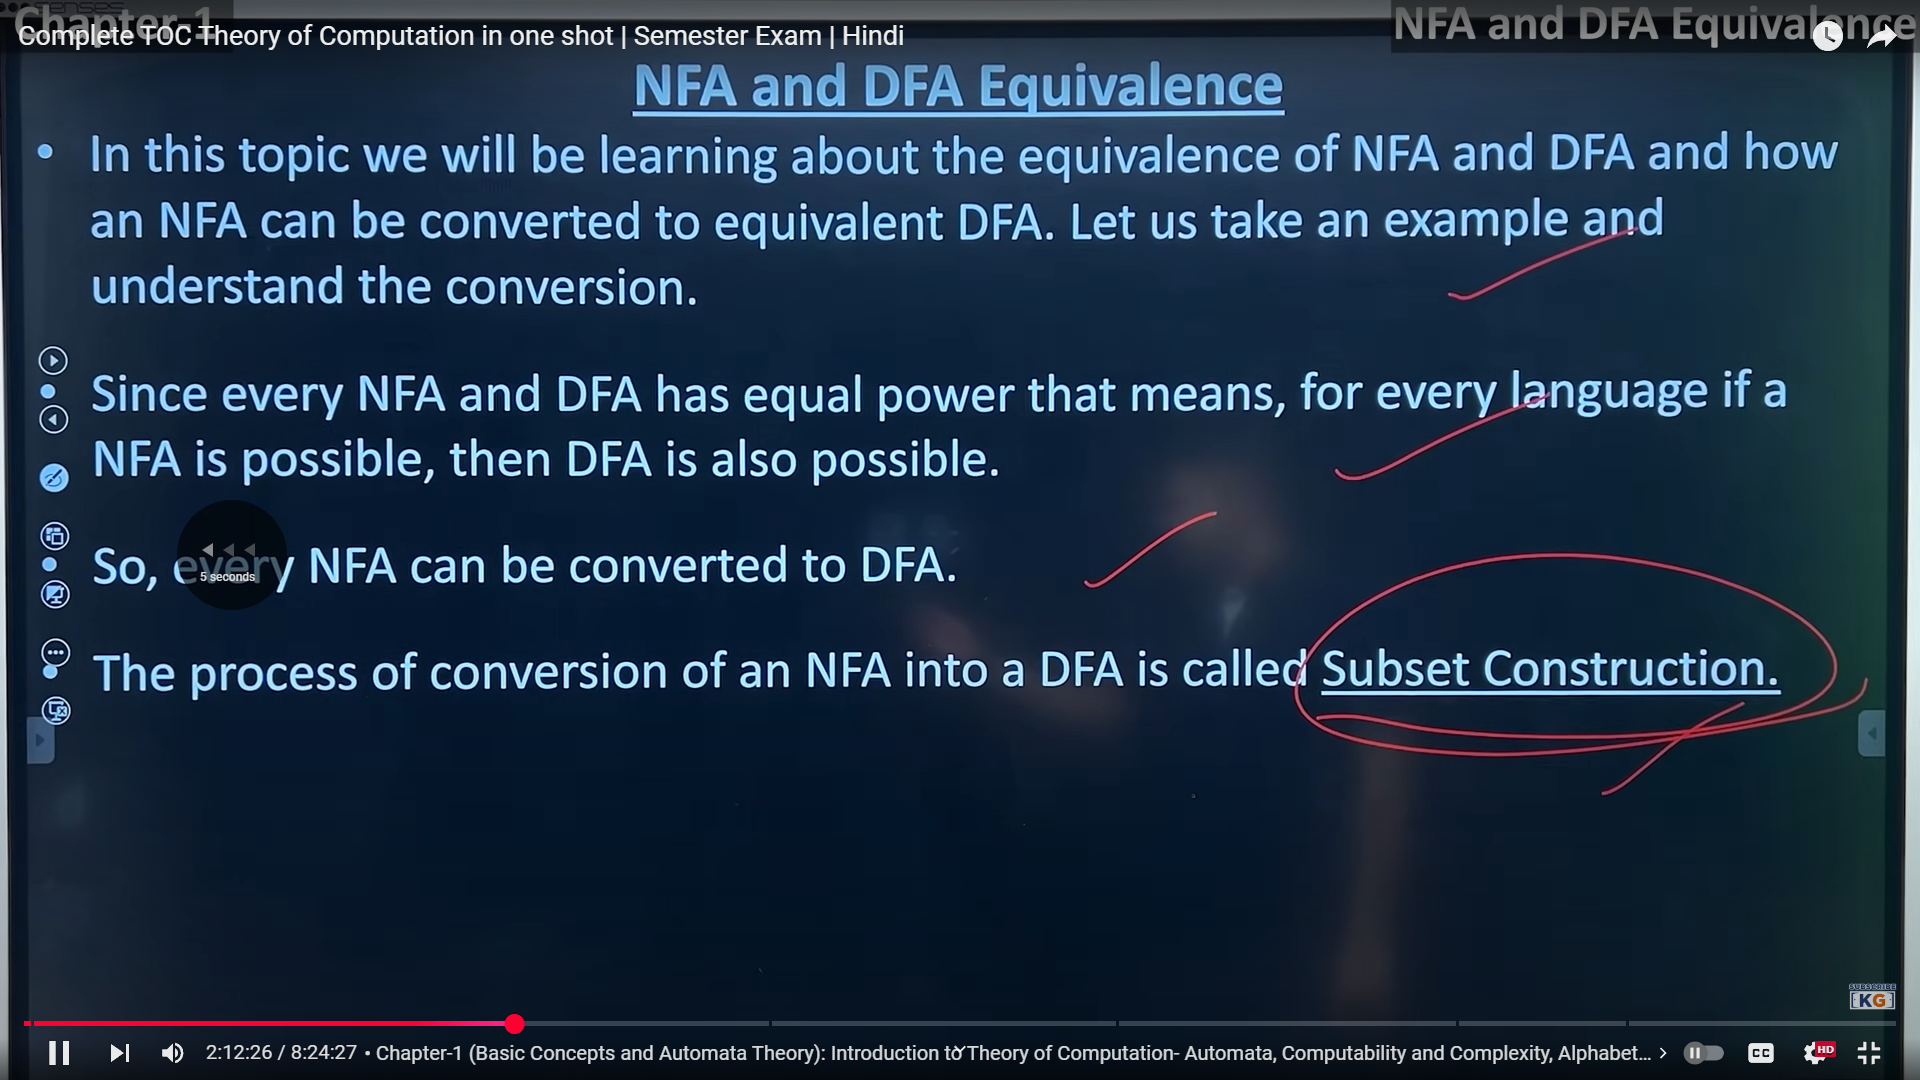 Chapter-1
NFA and DFA Equivalence
Complete TOC Theory of Computation in one shot | Semester Exam | Hindi
NFA and DFA Equivalence
• In this topic we will be learning about the equivalence of NFA and DFA and how
an NFA can be converted to equivalent DFA. Let us take an example and
understand the conversion.
Since every NFA and DFA has equal power that means, for every language if a
NFA is possible, then DFA is also possible.
So, every NFA can be converted to DFA.
5 seconds
The process of conversion of an NFA into a DFA is called Subset Construction.
SUBSCRIBE
KG
2:12:26 / 8:24:27 • Chapter-1 (Basic Concepts and Automata Theory): Introduction to Theory of Computation- Automata, Computability and Complexity, Alphabet...
CC
HD